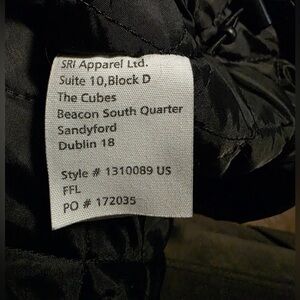 SRI Apparel Ltd.
Suite 10,Block D
The Cubes
Beacon South Quarter
Sandyford
Dublin 18
Style # 1310089 US
FFL
PO # 172035